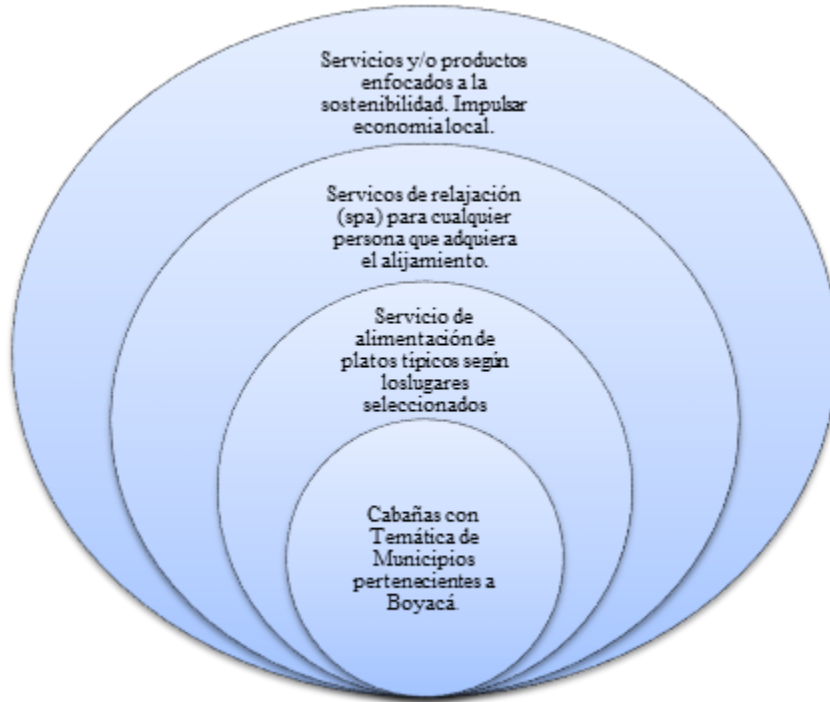 Servicios y/o productos
enfocados a la
sostenibilidad. Impulsar
economia local.
Servicos de relajación
(spa) para cualquier
persona que adquiera
el alijamiento.
Servicio de
alimentación de
platos tipicos según
loslugares
seleccionados
Cabañas con
Temática de
Municipios
pertenecientes a
Boyacá.